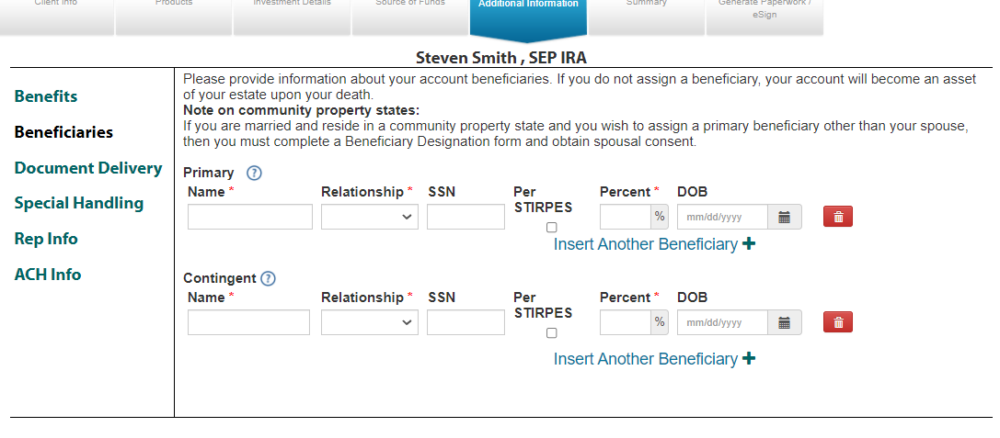 Client Info
Products
Investment Details
Source of Funds
Additional Information
Summary
Generate Paperwork /
eSign
Steven Smith , SEP IRA
Benefits
Beneficiaries
Document Delivery
Special Handling
Rep Info
ACH Info
Please provide information about your account beneficiaries. If you do not assign a beneficiary, your account will become an asset
of your estate upon your death.
Note on community property states:
If you are married and reside in a community property state and you wish to assign a primary beneficiary other than your spouse,
then you must complete a Beneficiary Designation form and obtain spousal consent.
Primary ?
Name * Relationship * SSN Per Percent * DOB
STIRPES
% mm/dd/yyyy
Insert Another Beneficiary +
Contingent ?
Name * Relationship * SSN Per Percent * DOB
STIRPES
% mm/dd/yyyy
Insert Another Beneficiary +